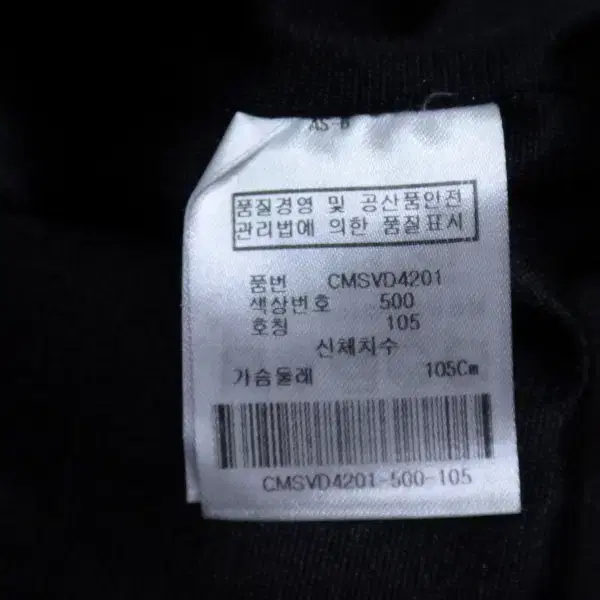 AS-B
품질경영 및 공산품안전
관리법에 의한 품질표시
품번 CMSVD4201
색상번호 500
호칭 105
신체치수
가슴둘레 105Cm
CMSVD4201-500-105